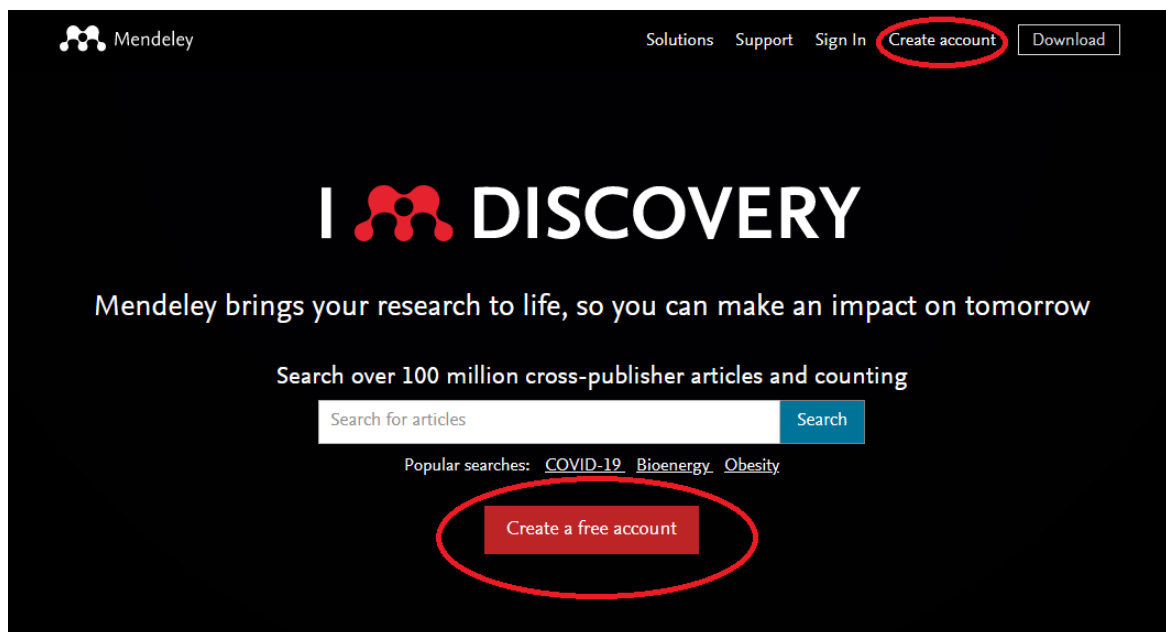 Mendeley
Solutions Support Sign In Create account Download
I DISCOVERY
Mendeley brings your research to life, so you can make an impact on tomorrow
Search over 100 million cross-publisher articles and counting
Search for articles Search
Popular searches: COVID-19 Bioenergy Obesity
Create a free account